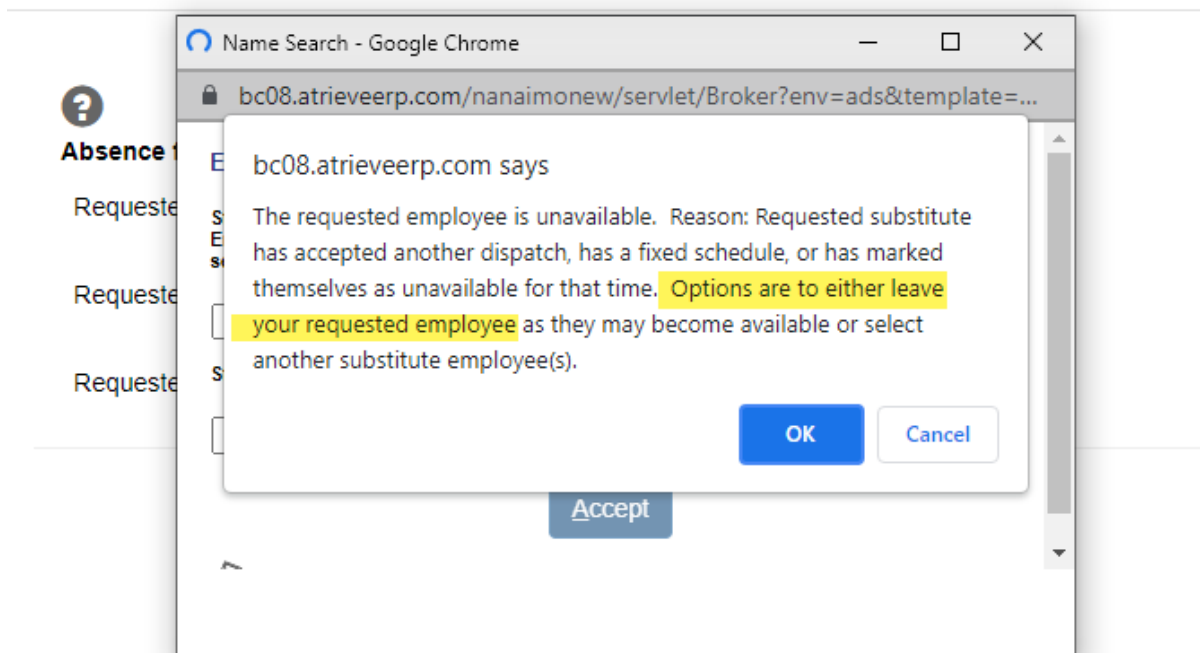 Name Search - Google Chrome
bc08.atrieveerp.com/nanaimonew/servlet/Broker?env=ads&template=...
?
Absence
bc08.atrieveerp.com says
Requeste
The requested employee is unavailable.  Reason: Requested substitute
has accepted another dispatch, has a fixed schedule, or has marked
themselves as unavailable for that time.  Options are to either leave
Requeste
your requested employee as they may become available or select
another substitute employee(s).
Requeste
OK
Cancel
Accept